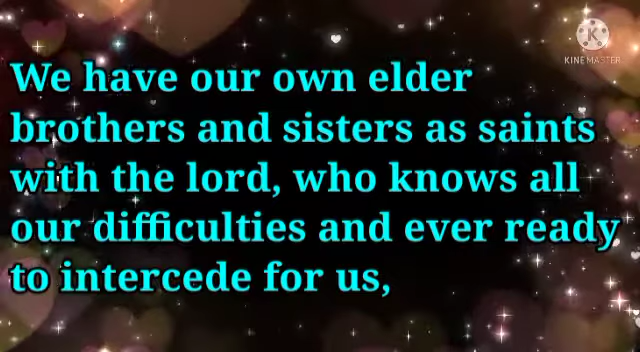 KINEMASTER
We have our own elder
brothers and sisters as saints
with the lord, who knows all
our difficulties and ever ready
to intercede for us,